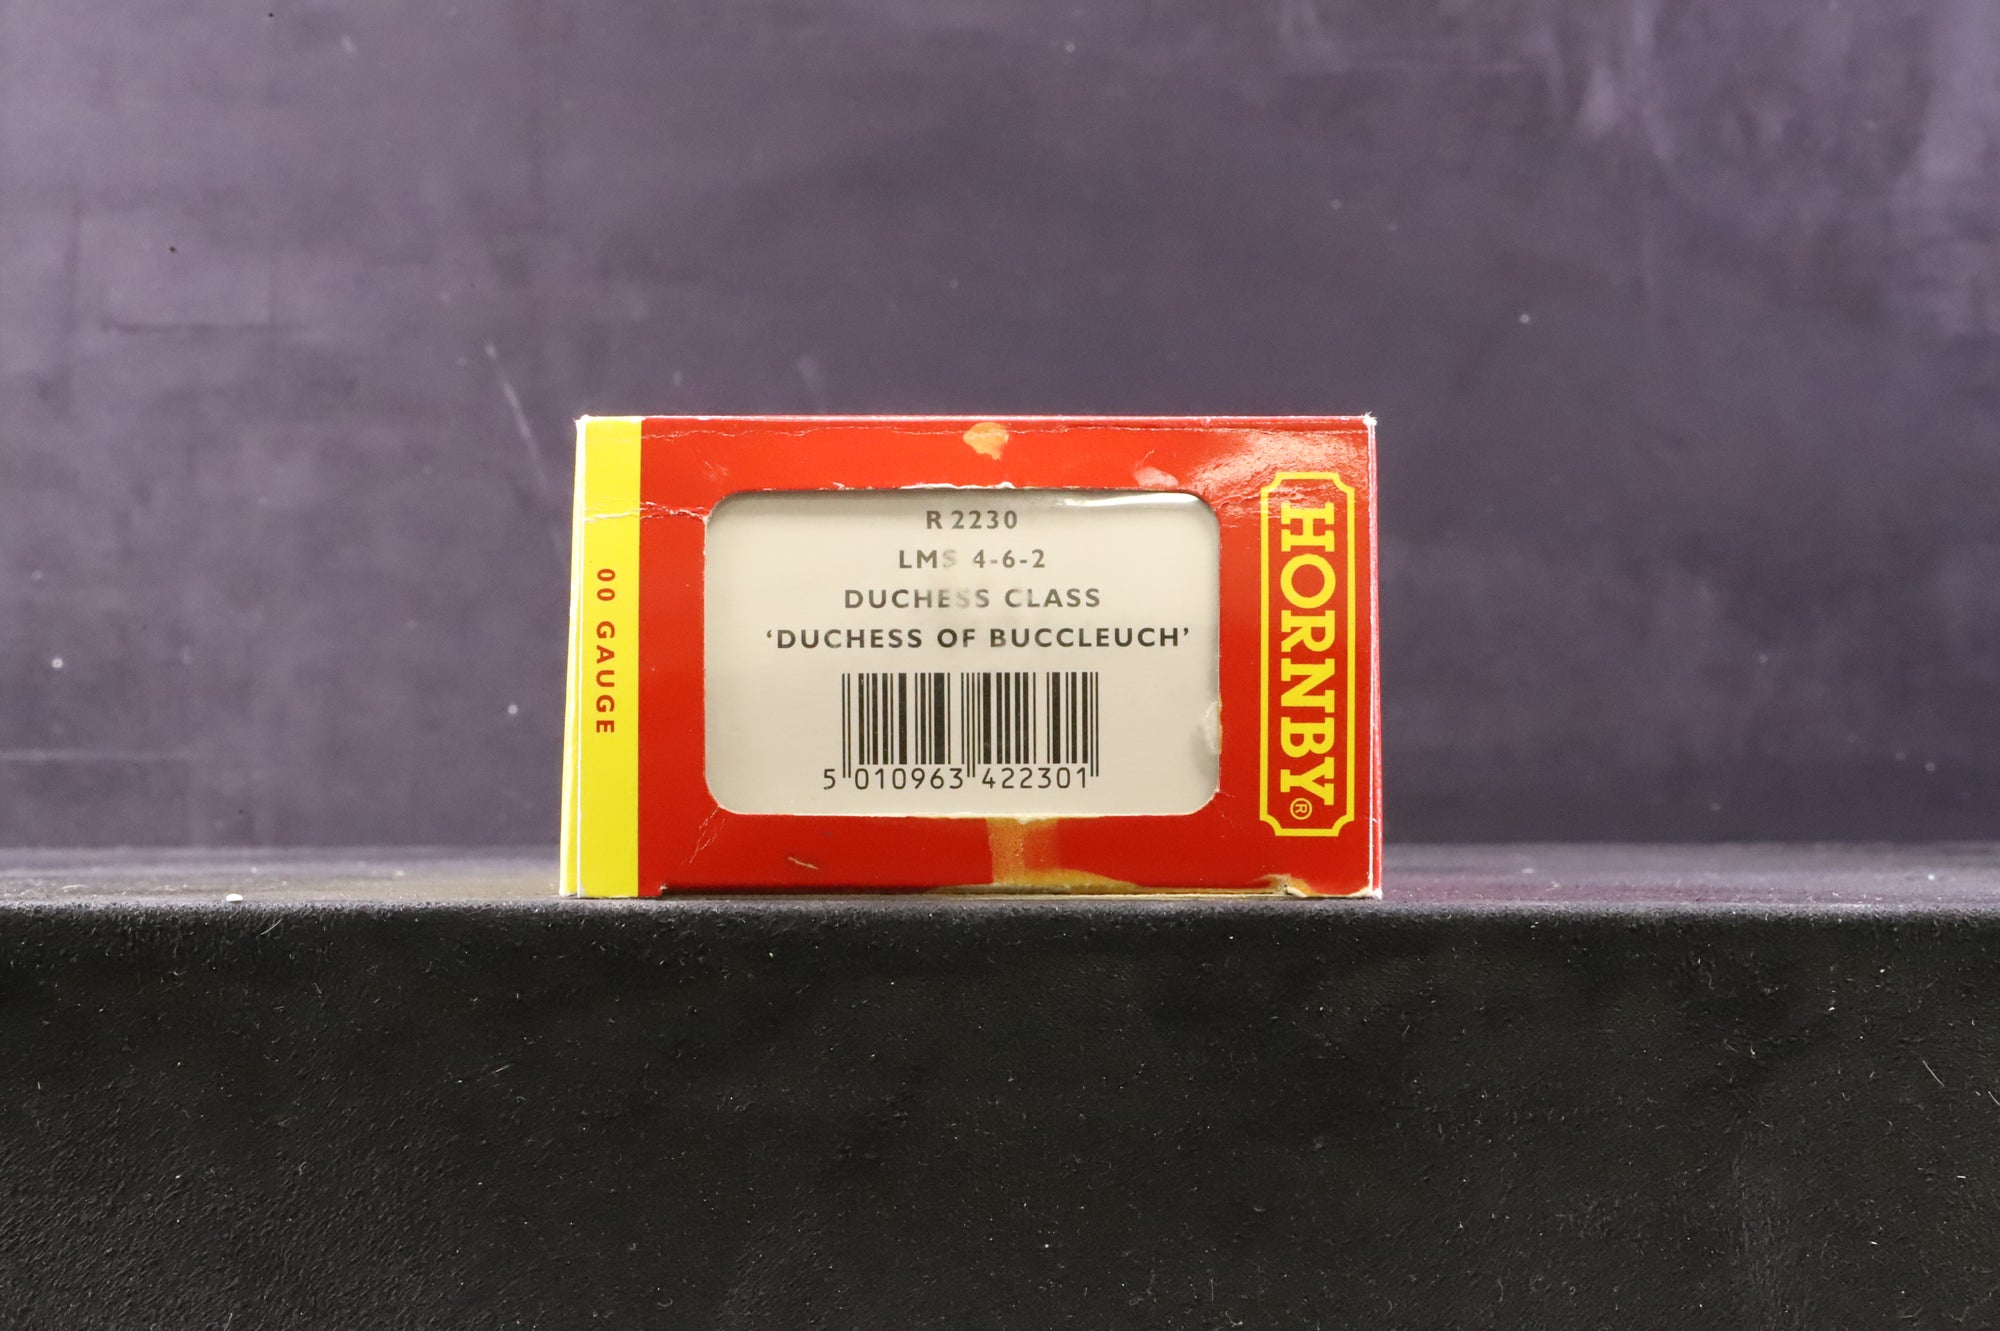 00 GAUGE
R 2230
LMS 4-6-2
DUCHESS CLASS
‘DUCHESS OF BUCCLEUCH’
5 010963 422301
HORNBY®